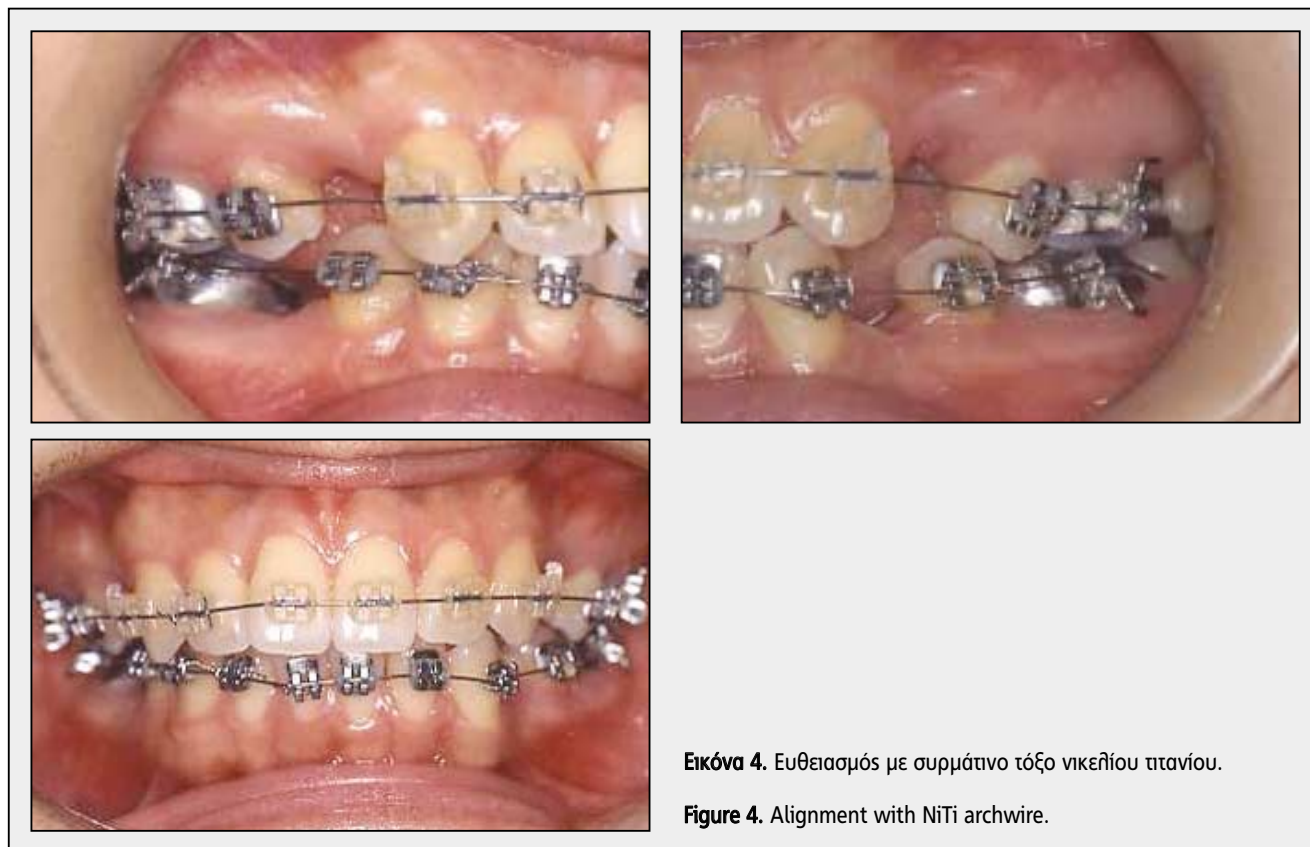 Εικόνα 4. Ευθειασμός με συρμάτινο τόξο νικελίου τιτανίου.
Figure 4. Alignment with NiTi archwire.